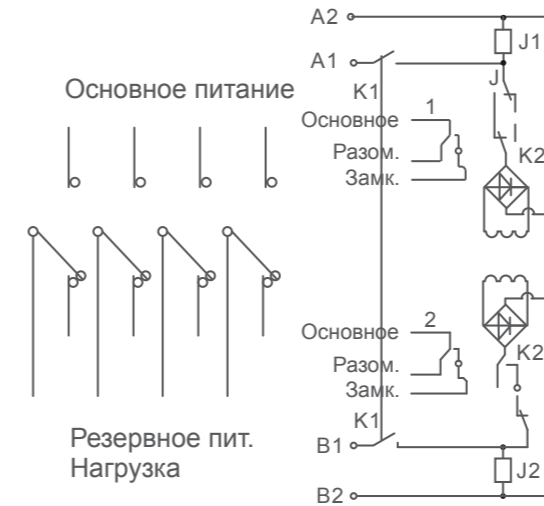 A2
J1
A1
J
Основное питание
K1
Основное 1
K2
Разом.
Замк.
Основное 2
K2
Разом.
Замк.
K1
Резервное пит.
B1
Нагрузка
J2
B2